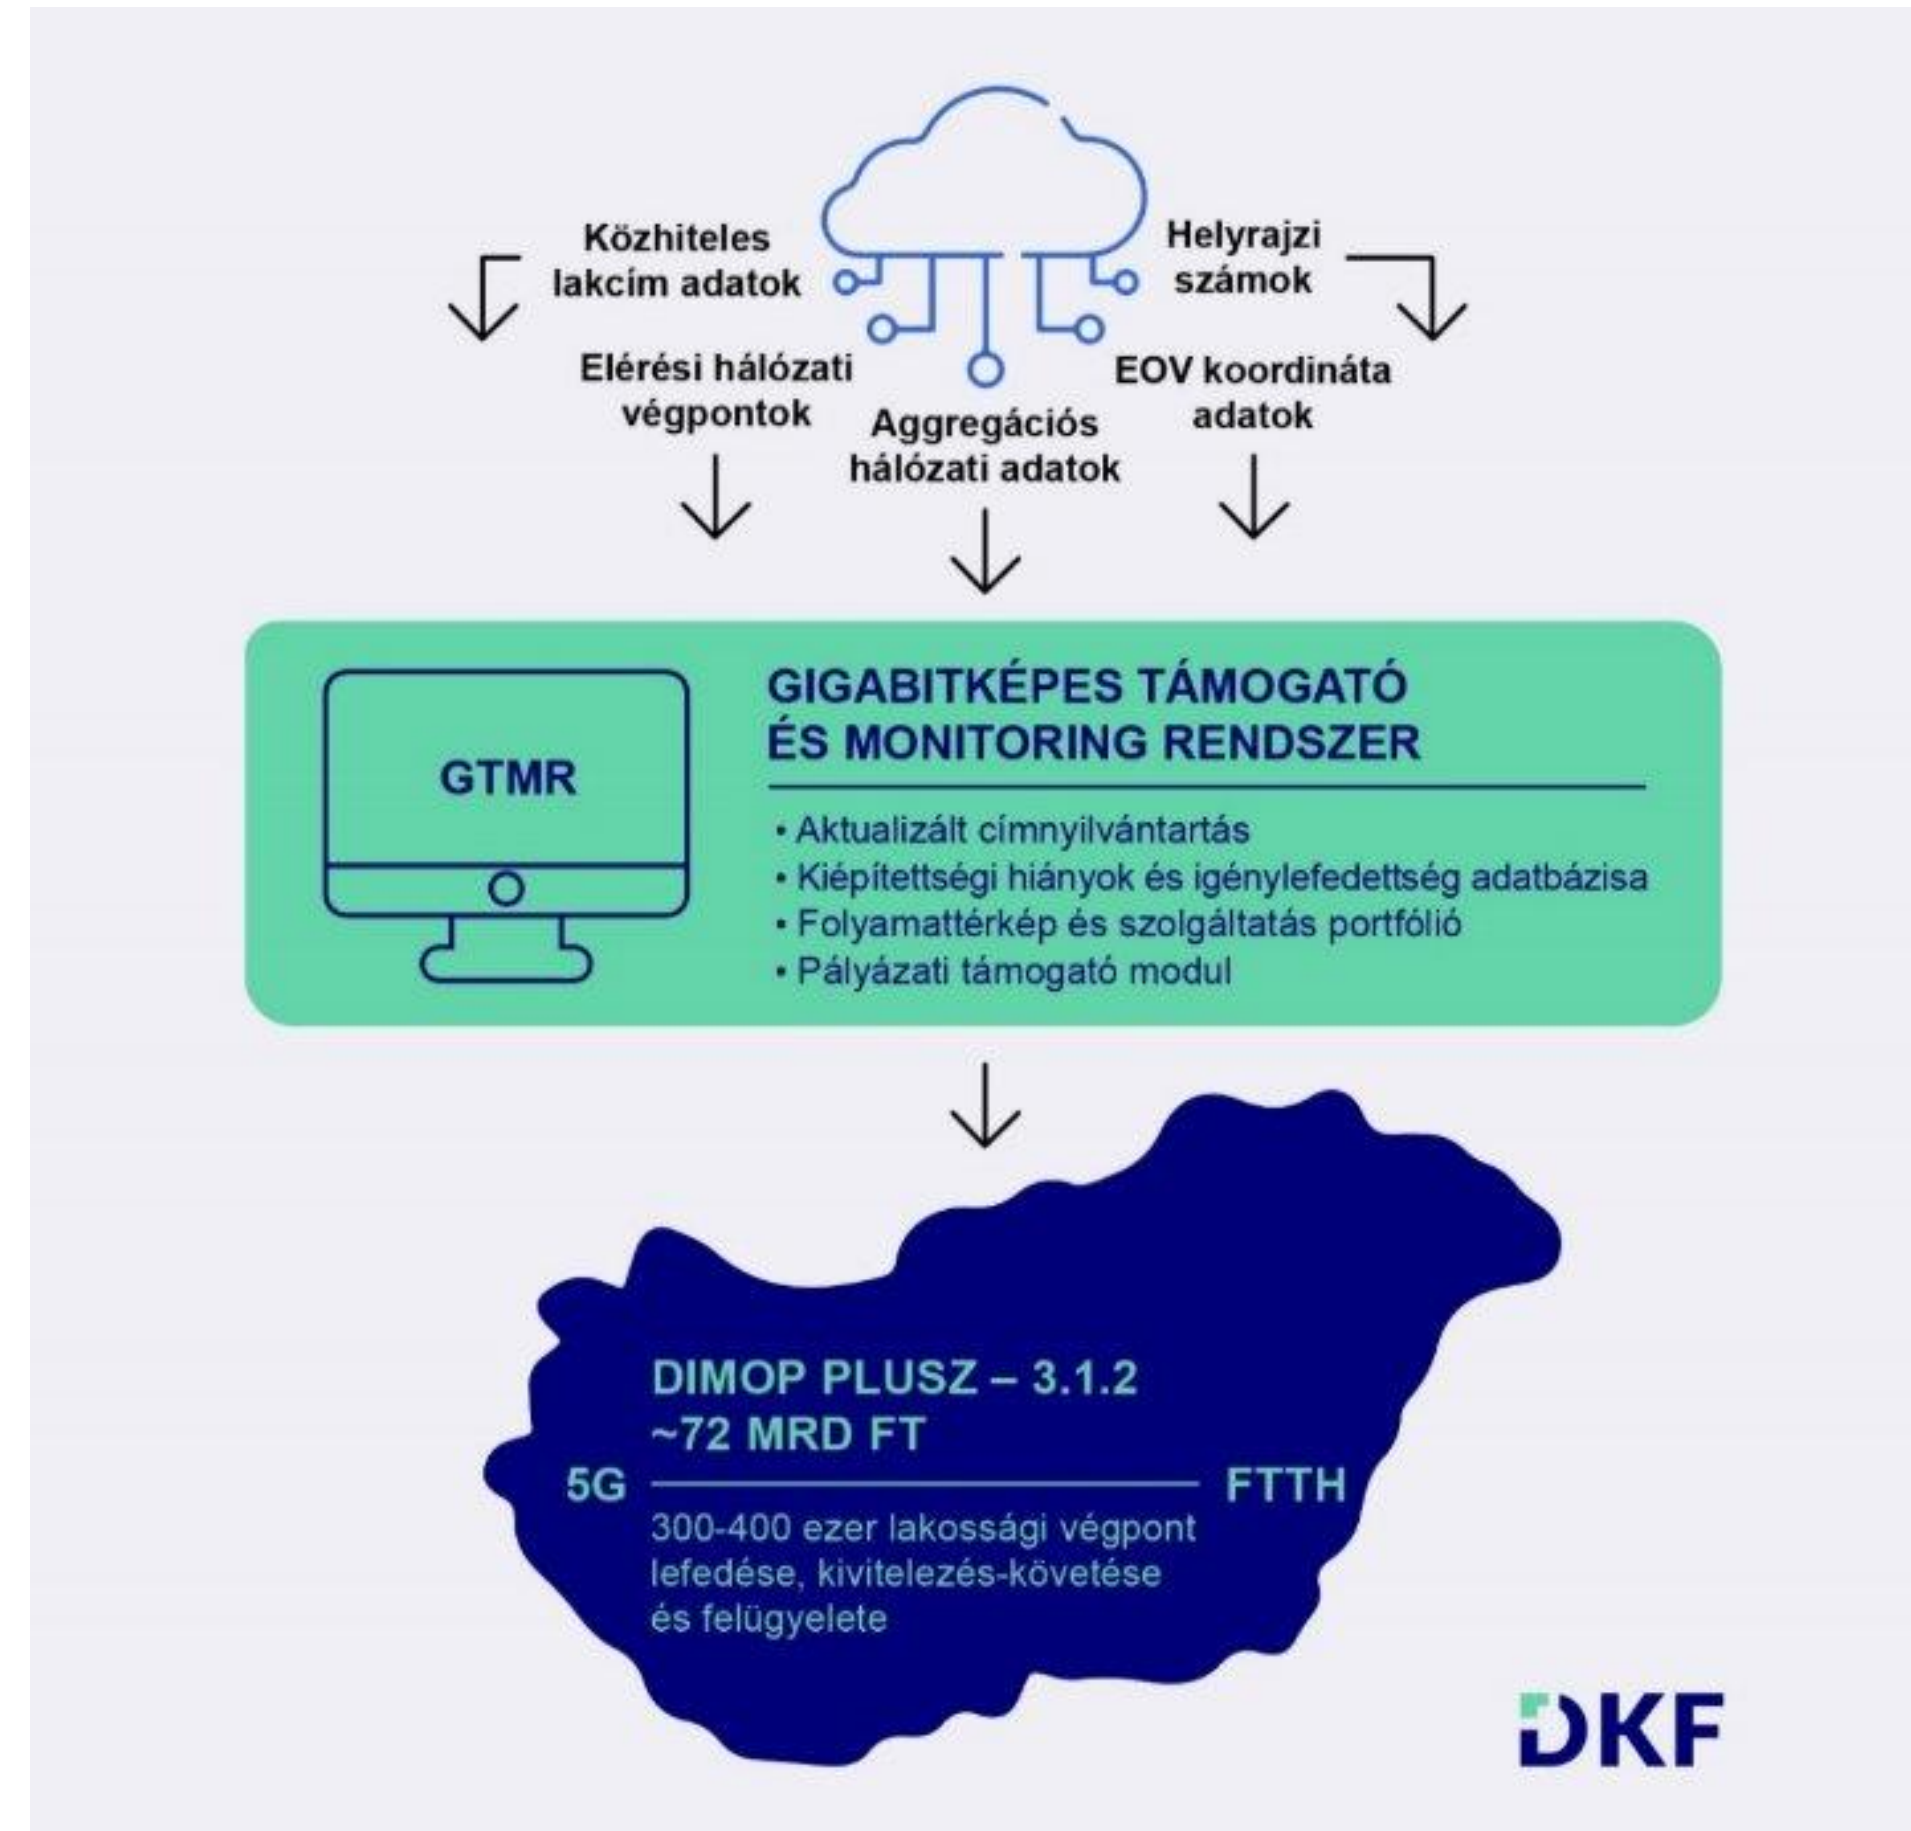 Közhiteles
lakcím adatok
Helyrajzi
számok
Elérési hálózati
végpontok
EOV koordináta
adatok
Aggregációs
hálózati adatok
GTMR
GIGABITKÉPES TÁMOGATÓ
ÉS MONITORING RENDSZER
• Aktualizált címnyilvántartás
• Kiépítettségi hiányok és igénylefedettség adatbázisa
• Folyamattérkép és szolgáltatás portfólió
• Pályázati támogató modul
DIMOP PLUSZ – 3.1.2
~72 MRD FT
5G
FTTH
300-400 ezer lakossági végpont
lefedése, kivitelezés-követése
és felügyelete
DKF